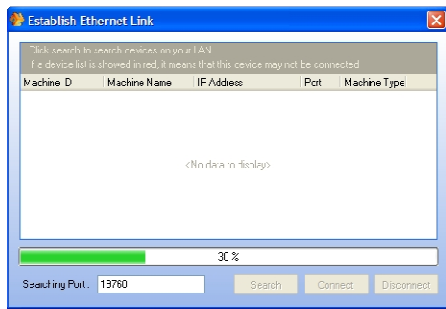 Establish Ethernet Link
Click search to search devices on your LAN
If a device list is showed in red, it means that this device may not be connected
Machine ID Machine Name IP Address Port Machine Type
<No data to display>
30 %
Searching Port: 18760 Search Connect Disconnect